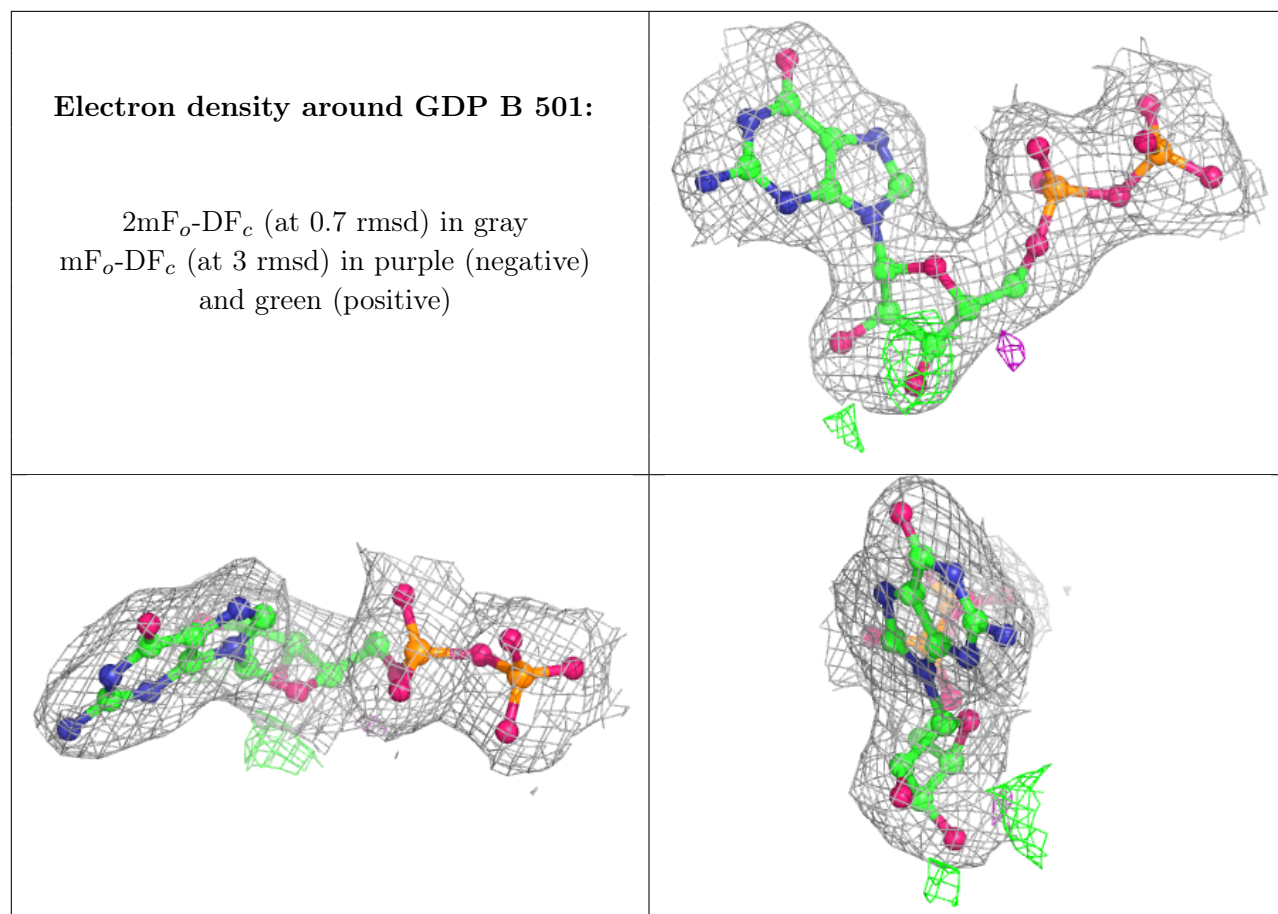 Electron density around GDP B 501:
2mFo-DFc (at 0.7 rmsd) in gray
mFo-DFc (at 3 rmsd) in purple (negative)
and green (positive)